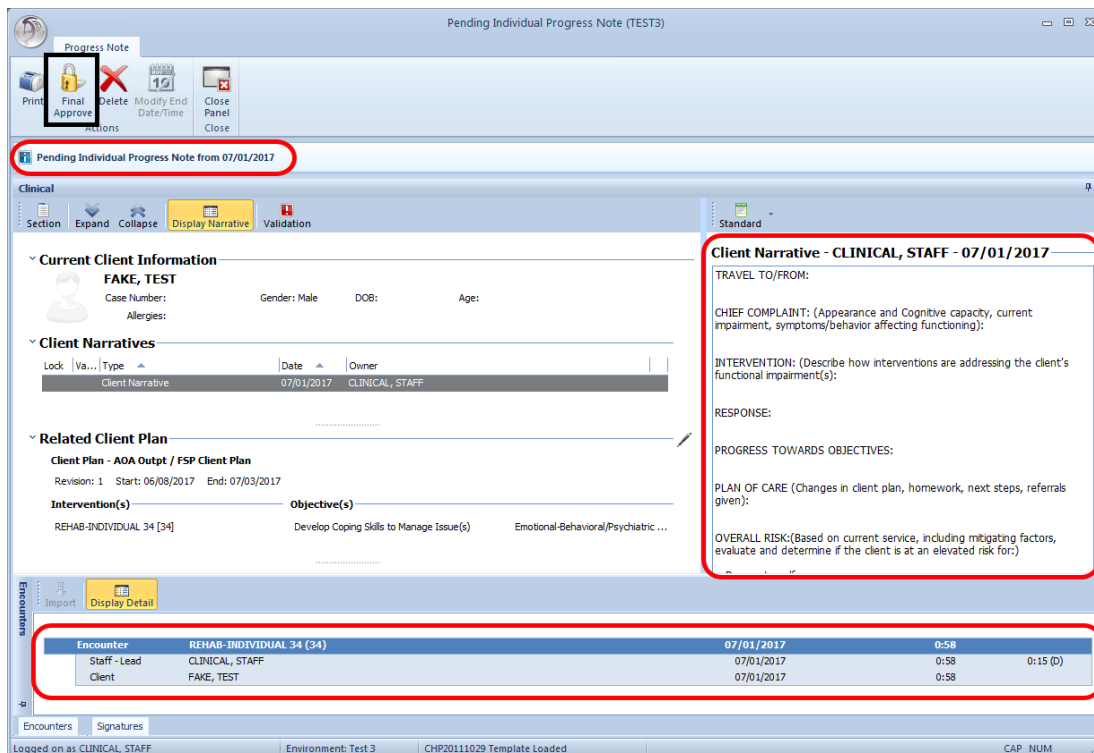 Pending Individual Progress Note (TEST3)
Progress Note
Print
Final Approve
Delete
Modify End Date/Time
Close Panel
Actions
Close
Pending Individual Progress Note from 07/01/2017
Clinical
Section Expand Collapse Display Narrative Validation
Standard
Current Client Information
FAKE, TEST
Case Number: Gender: Male DOB: Age:
Allergies:
Client Narratives
Lock Va... Type Date Owner
Client Narrative 07/01/2017 CLINICAL, STAFF
Related Client Plan
Client Plan - AOA Outpt / FSP Client Plan
Revision: 1 Start: 06/08/2017 End: 07/03/2017
Intervention(s) Objective(s)
REHAB-INDIVIDUAL 34 [34] Develop Coping Skills to Manage Issue(s) Emotional-Behavioral/Psychiatric ...
Client Narrative - CLINICAL, STAFF - 07/01/2017
TRAVEL TO/FROM:
CHIEF COMPLAINT: (Appearance and Cognitive capacity, current
impairment, symptoms/behavior affecting functioning):
INTERVENTION: (Describe how interventions are addressing the client's
functional impairment(s):
RESPONSE:
PROGRESS TOWARDS OBJECTIVES:
PLAN OF CARE (Changes in client plan, homework, next steps, referrals
given):
OVERALL RISK:(Based on current service, including mitigating factors,
evaluate and determine if the client is at an elevated risk for:)
Encounters
Import Display Detail
Encounter REHAB-INDIVIDUAL 34 (34) 07/01/2017 0:58
Staff - Lead CLINICAL, STAFF 07/01/2017 0:58 0:15 (D)
Client FAKE, TEST 07/01/2017 0:58
Encounters Signatures
Logged on as CLINICAL, STAFF Environment: Test 3 CHP20111029 Template Loaded CAP NUM